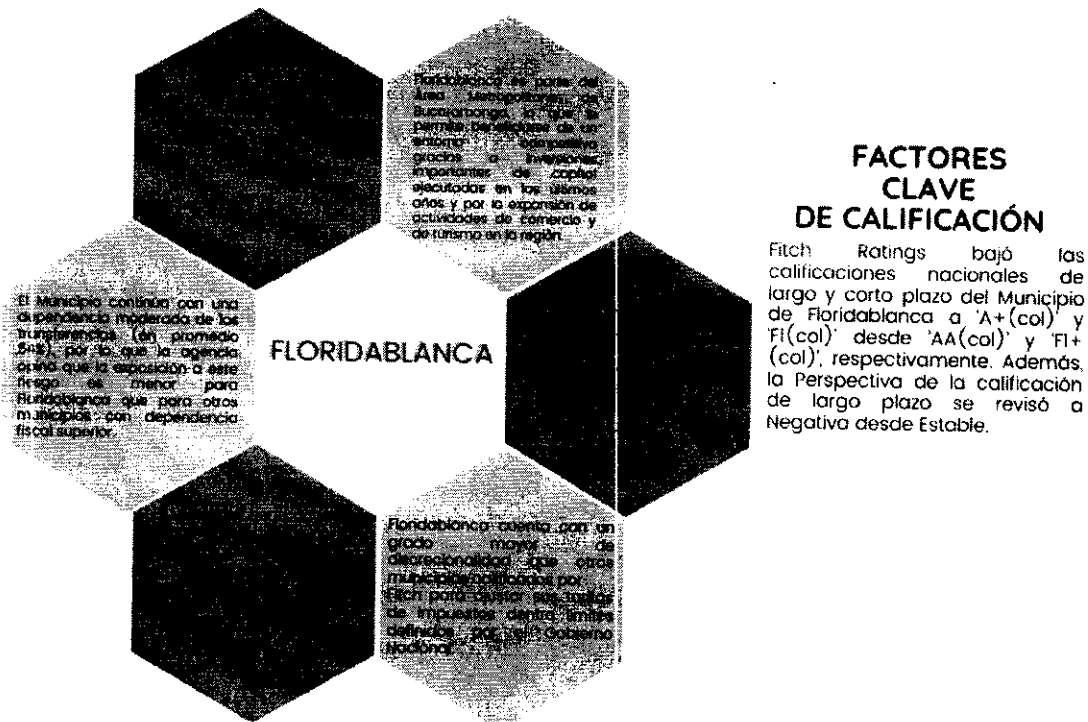 Floridablanca es parte del
Área Metropolitana de
Bucaramanga, lo que le
permite beneficiarse de un
entorno competitivo
gracias a inversiones
importantes de capital
ejecutadas en los últimos
años y por la expansión de
actividades de comercio y
de turismo en la región.
FACTORES
CLAVE
DE CALIFICACIÓN
Fitch Ratings bajó las
calificaciones nacionales de
largo y corto plazo del Municipio
de Floridablanca a 'A+(col)' y
'F1(col)' desde 'AA(col)' y 'F1+
(col)', respectivamente. Además,
la Perspectiva de la calificación
de largo plazo se revisó a
Negativa desde Estable.
El Municipio continúa con una
dependencia moderada de las
transferencias (en promedio
por lo que la agencia
opina que la exposición a este
riesgo es menor para
Floridablanca que para otros
municipios con dependencia
fiscal superior.
FLORIDABLANCA
Floridablanca cuenta con un
grado mayor de
discrecionalidad que otros
municipios calificados por
Fitch para ajustar sus tarifas
de impuestos dentro límites
definidos por el Gobierno
Nacional.